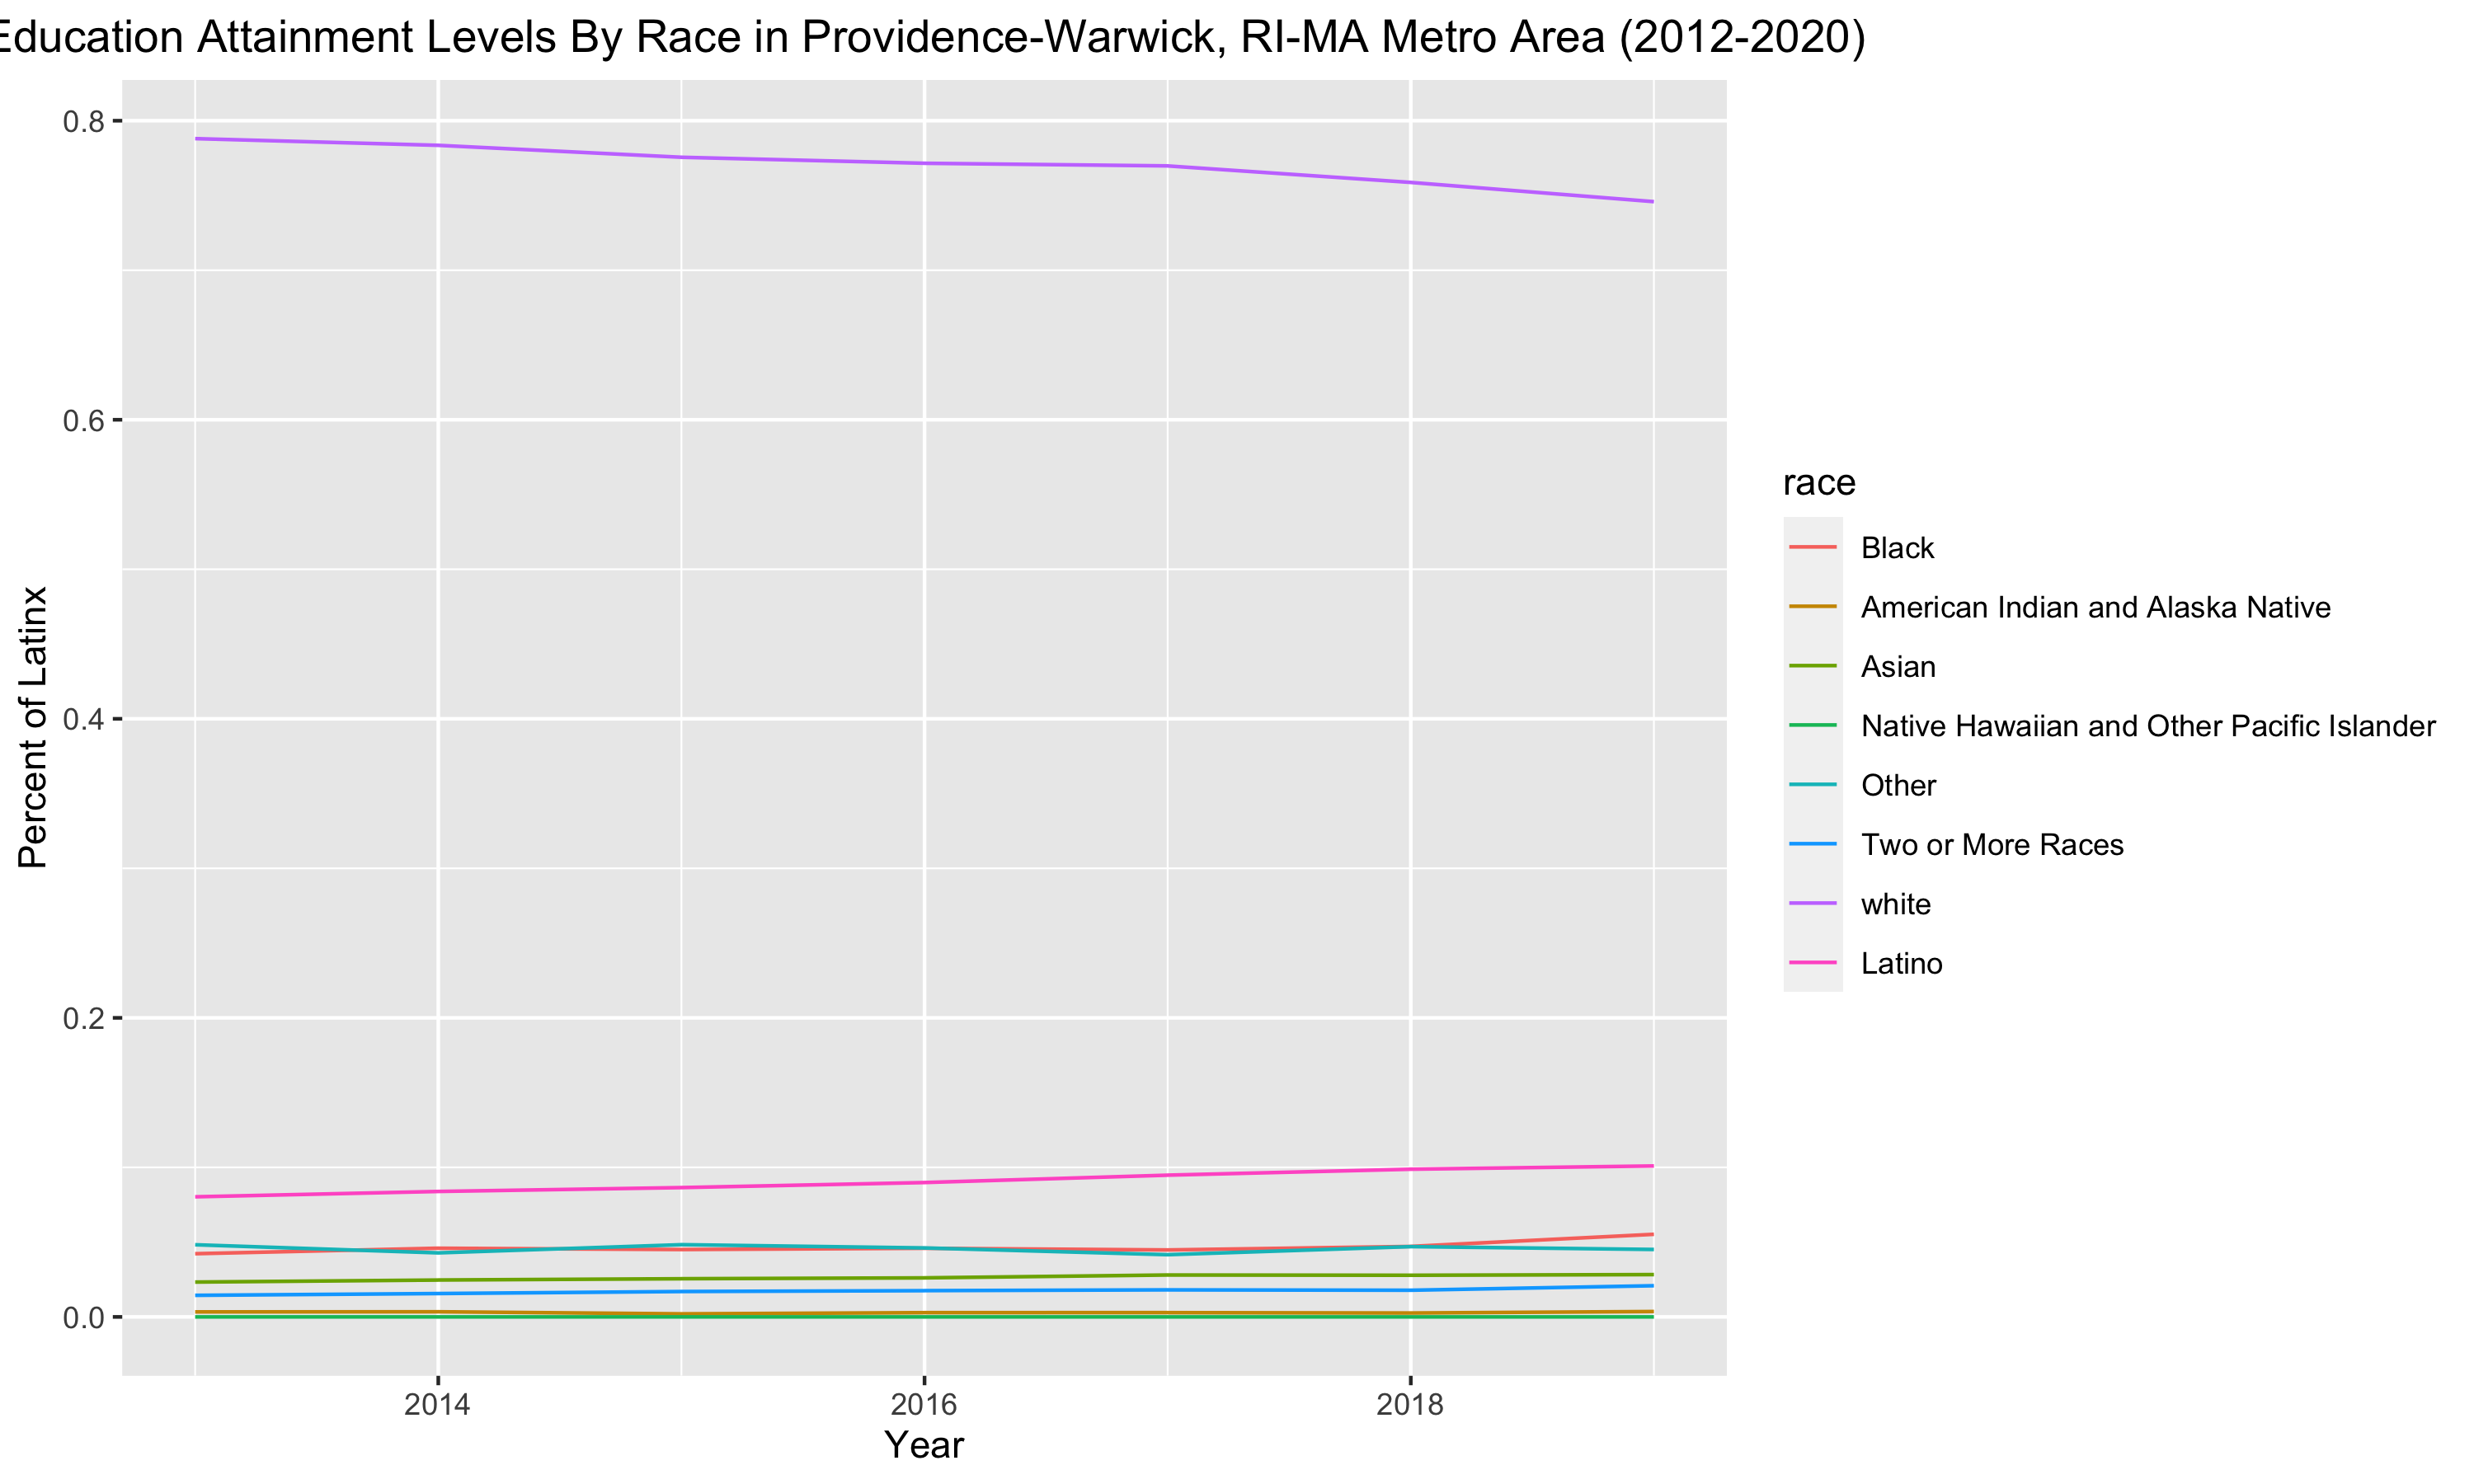 Education Attainment Levels By Race in Providence-Warwick, RI-MA Metro Area (2012-2020)
0.8
0.6
0.4
0.2
0.0
Percent of Latinx
2014
2016
2018
Year
race
Black
American Indian and Alaska Native
Asian
Native Hawaiian and Other Pacific Islander
Other
Two or More Races
white
Latino